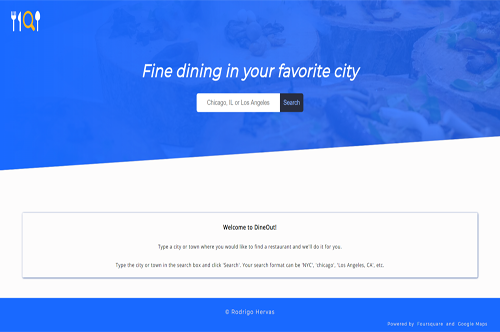 Fine dining in your favorite city
Chicago, IL or Los Angeles Search
Welcome to DineOut!
Type a city or town where you would like to find a restaurant and we'll do it for you.
Type the city or town in the search box and click 'Search'. Your search format can be 'NYC', 'chicago', 'Los Angeles, CA', etc.
© Rodrigo Hervas
Powered by Foursquare and Google Maps